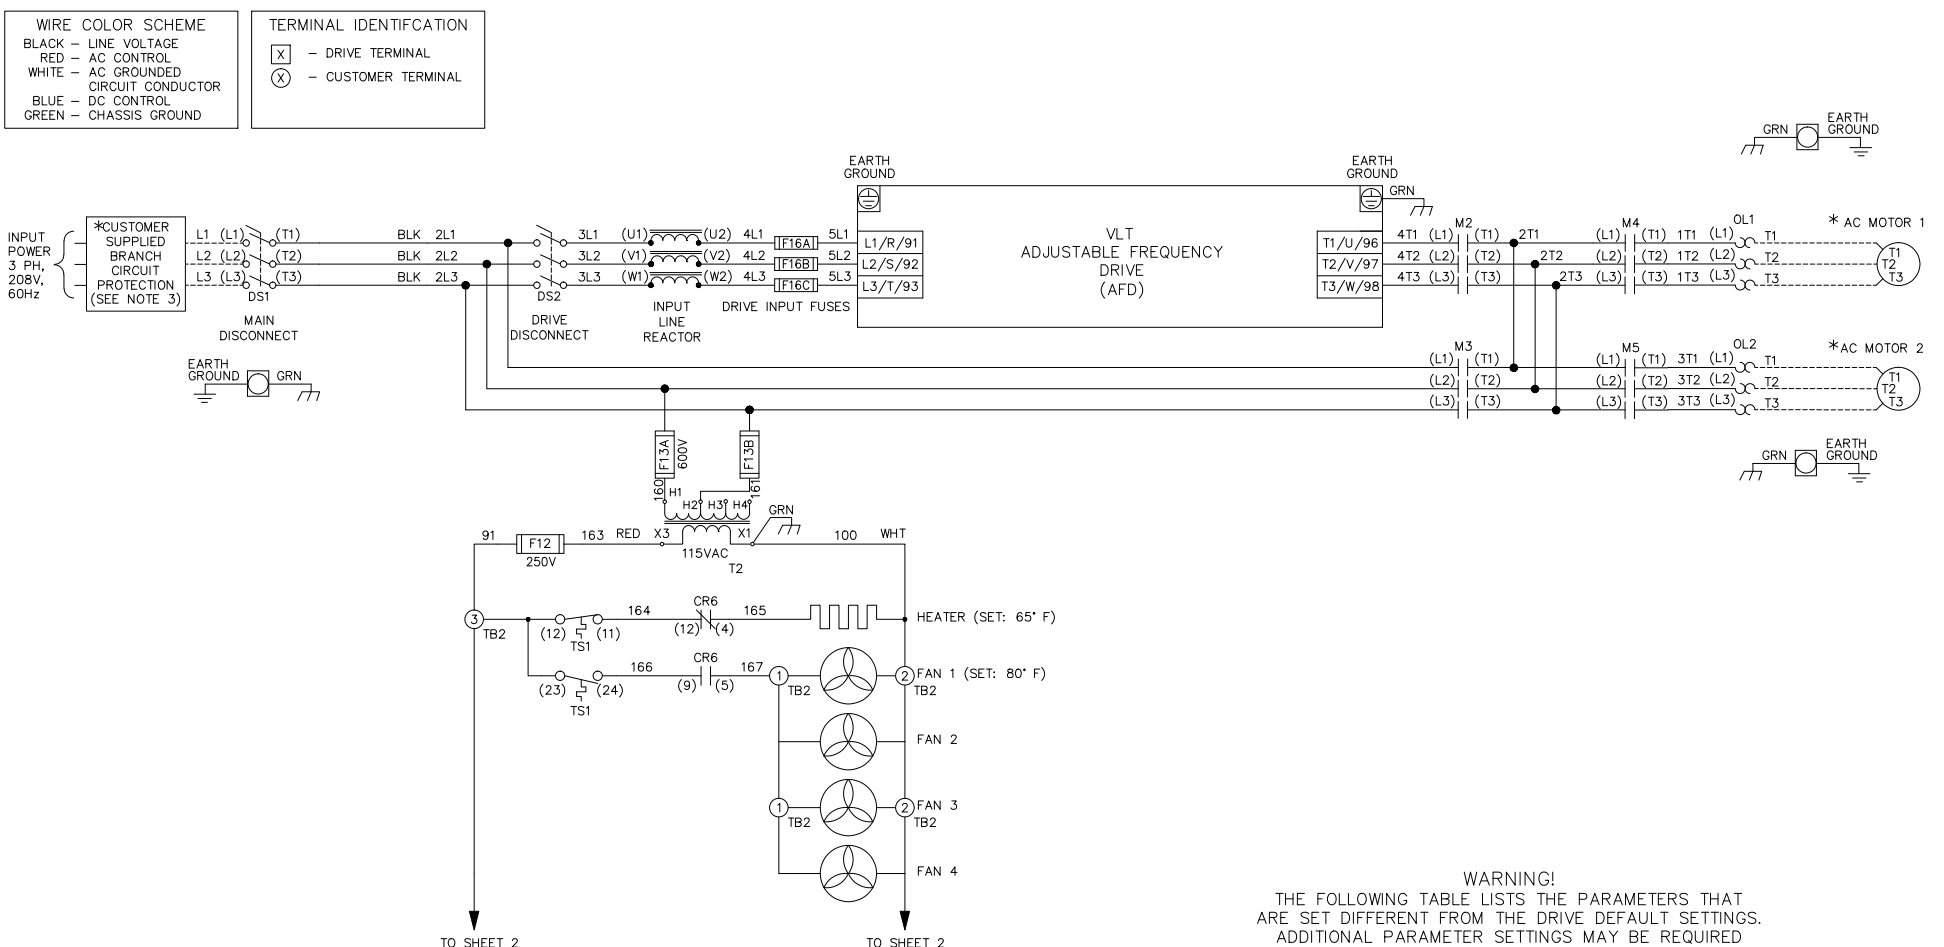 WIRE COLOR SCHEME
BLACK – LINE VOLTAGE
RED – AC CONTROL
WHITE – AC GROUNDED
CIRCUIT CONDUCTOR
BLUE – DC CONTROL
GREEN – CHASSIS GROUND
TERMINAL IDENTIFCATION
X – DRIVE TERMINAL
X – CUSTOMER TERMINAL
INPUT
POWER
3 PH,
208V,
60Hz
*CUSTOMER
SUPPLIED
BRANCH
CIRCUIT
PROTECTION
(SEE NOTE 3)
L1 (L1) (T1) BLK 2L1 3L1 (U1) (U2) 4L1 F16A 5L1 L1/R/91
L2 (L2) (T2) BLK 2L2 3L2 (V1) (V2) 4L2 F16B 5L2 L2/S/92
L3 (L3) (T3) BLK 2L3 3L3 (W1) (W2) 4L3 F16C 5L3 L3/T/93
DS1
MAIN
DISCONNECT
DS2
DRIVE
DISCONNECT
INPUT
LINE
REACTOR
DRIVE INPUT FUSES
EARTH
GROUND
GRN
EARTH
GROUND
VLT
ADJUSTABLE FREQUENCY
DRIVE
(AFD)
EARTH
GROUND
GRN
M2 M4 OL1
T1/U/96 4T1 (L1) (T1) 2T1 (L1) (T1) 1T1 (L1) T1
T2/V/97 4T2 (L2) (T2) 2T2 (L2) (T2) 1T2 (L2) T2
T3/W/98 4T3 (L3) (T3) 2T3 (L3) (T3) 1T3 (L3) T3
* AC MOTOR 1
T1
T2
T3
GRN
EARTH
GROUND
M3 M5 OL2
(L1) (T1) (L1) (T1) 3T1 (L1) T1
(L2) (T2) (L2) (T2) 3T2 (L2) T2
(L3) (T3) (L3) (T3) 3T3 (L3) T3
*AC MOTOR 2
T1
T2
T3
GRN
EARTH
GROUND
F13A
600V
F13B
160
161
H1 H2 H3 H4
GRN
91 F12 163 RED X3 X1 100 WHT
250V
115VAC
T2
3
TB2
(12) (11)
TS1
164
CR6
(12) (4)
165
HEATER (SET: 65° F)
(23) (24)
TS1
166
CR6
(9) (5)
167
1
TB2
2
TB2
FAN 1 (SET: 80° F)
FAN 2
1
TB2
2
TB2
FAN 3
FAN 4
TO SHEET 2
TO SHEET 2
WARNING!
THE FOLLOWING TABLE LISTS THE PARAMETERS THAT
ARE SET DIFFERENT FROM THE DRIVE DEFAULT SETTINGS.
ADDITIONAL PARAMETER SETTINGS MAY BE REQUIRED